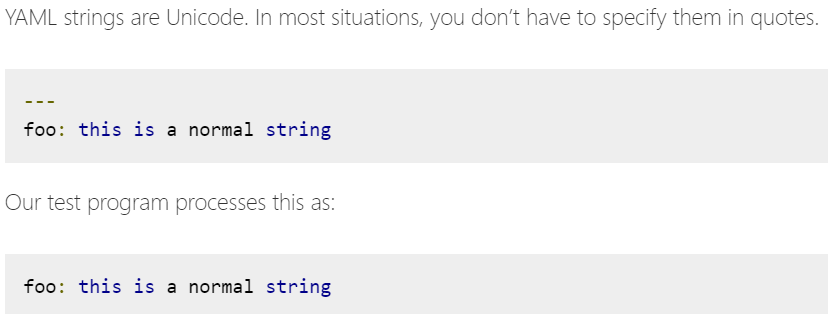 YAML strings are Unicode. In most situations, you don’t have to specify them in quotes.
---
foo: this is a normal string
Our test program processes this as:
foo: this is a normal string